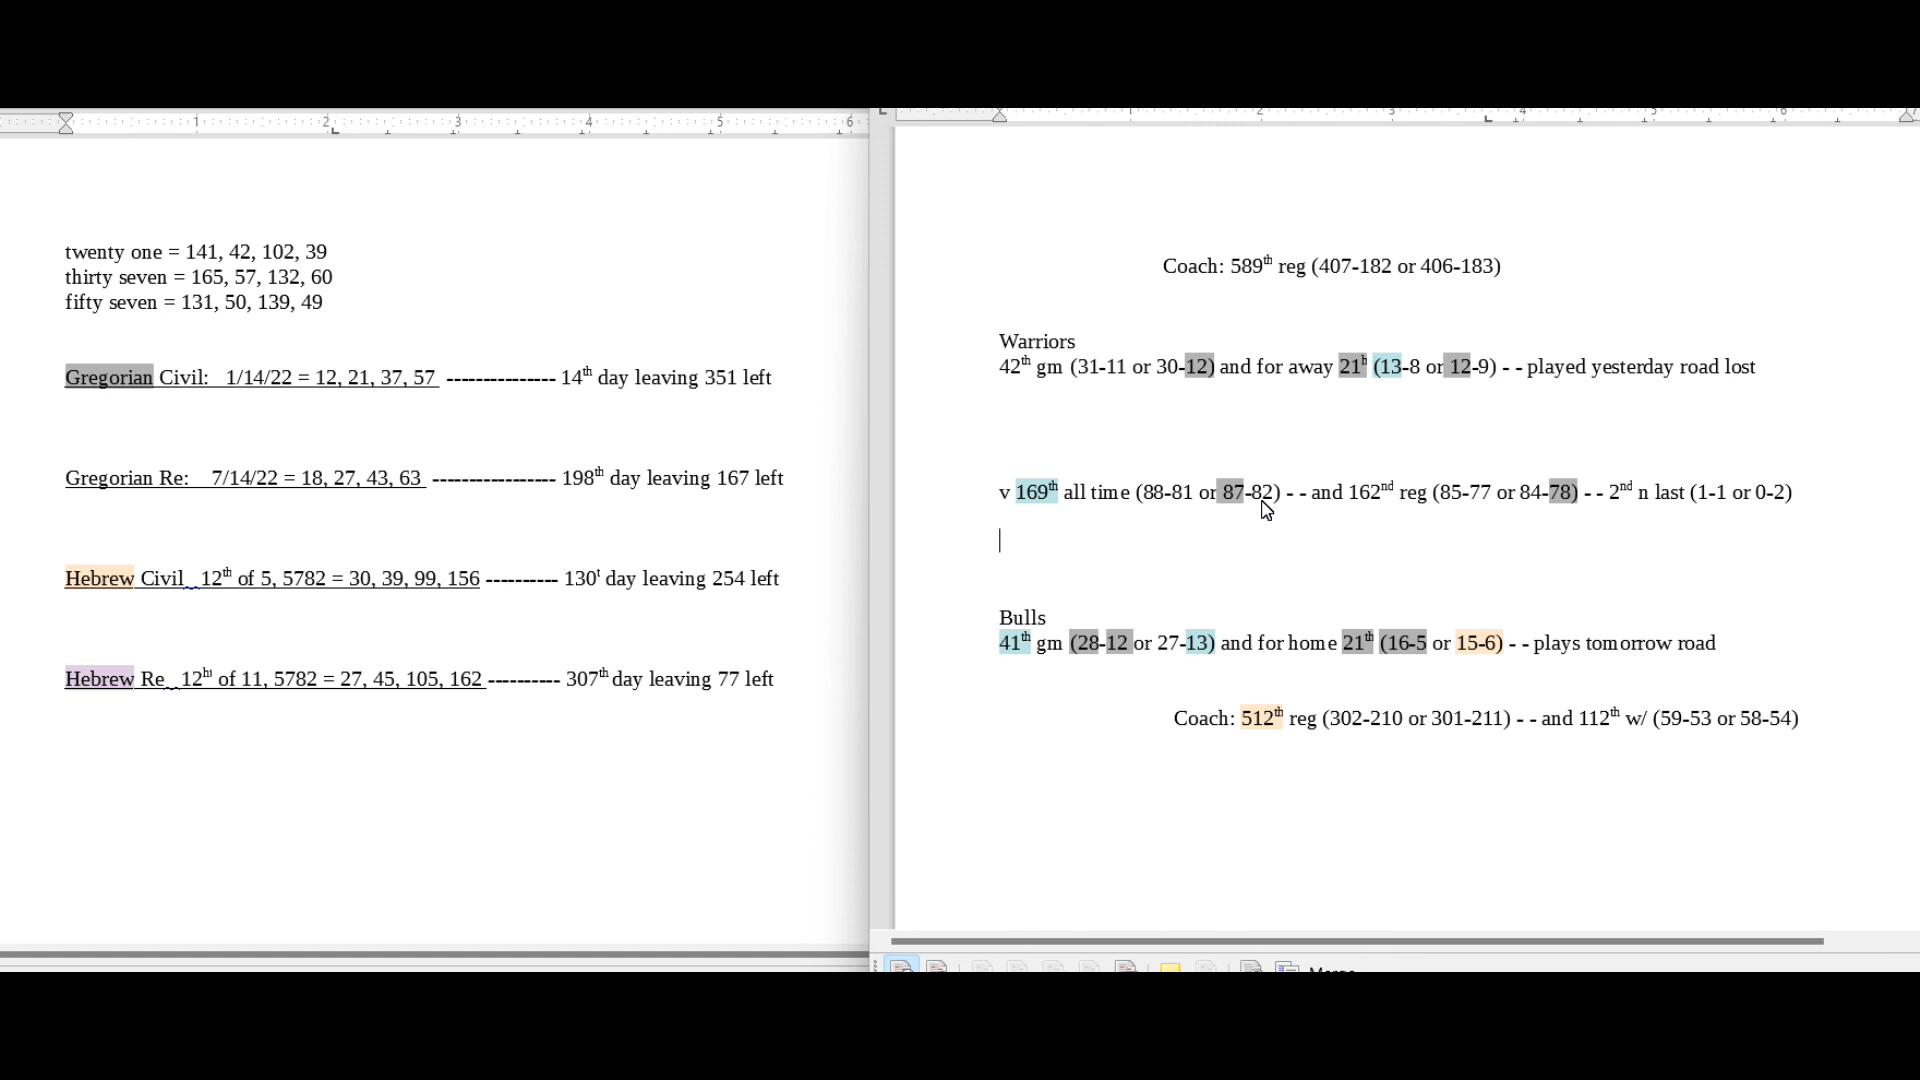 twenty one = 141, 42, 102, 39
thirty seven = 165, 57, 132, 60
fifty seven = 131, 50, 139, 49
Gregorian Civil: 1/14/22 = 12, 21, 37, 57 --------------- 14th day leaving 351 left
Gregorian Re: 7/14/22 = 18, 27, 43, 63 ----------------- 198th day leaving 167 left
Hebrew Civil 12th of 5, 5782 = 30, 39, 99, 156 ---------- 130t day leaving 254 left
Hebrew Re 12ht of 11, 5782 = 27, 45, 105, 162 ---------- 307th day leaving 77 left
Coach: 589th reg (407-182 or 406-183)
Warriors
42th gm (31-11 or 30-12) and for away 21h (13-8 or 12-9) - - played yesterday road lost
v 169th all time (88-81 or 87-82) - - and 162nd reg (85-77 or 84-78) - - 2nd n last (1-1 or 0-2)
Bulls
41th gm (28-12 or 27-13) and for home 21th (16-5 or 15-6) - - plays tomorrow road
Coach: 512th reg (302-210 or 301-211) - - and 112th w/ (59-53 or 58-54)